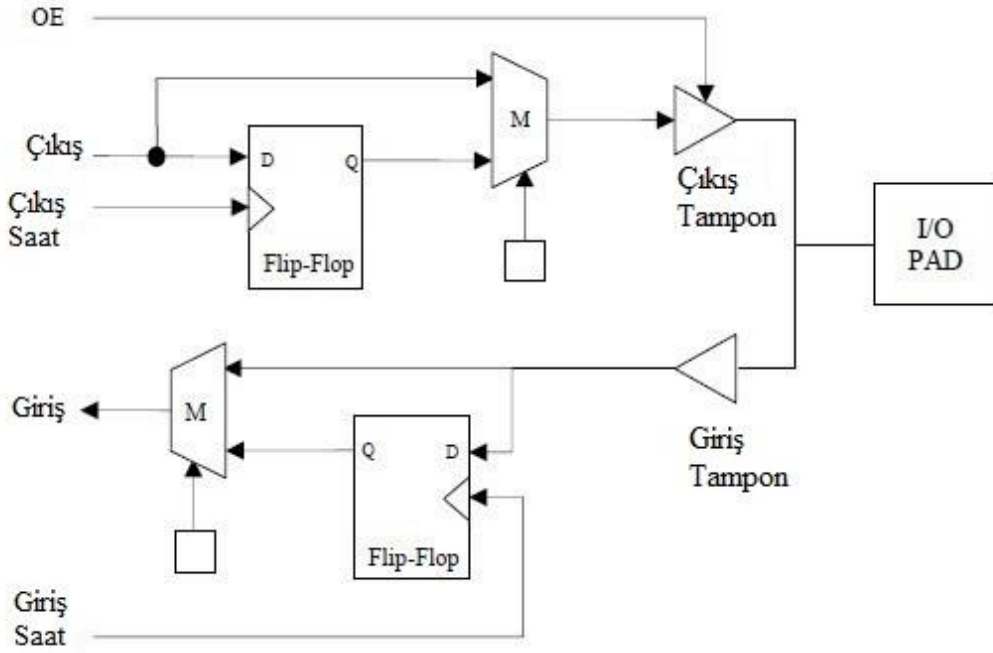 OE
M
Çıkış
D
Q
Çıkış
Saat
Flip-Flop
Çıkış
Tampon
I/O
PAD
Giriş
M
Q
D
Flip-Flop
Giriş
Tampon
Giriş
Saat